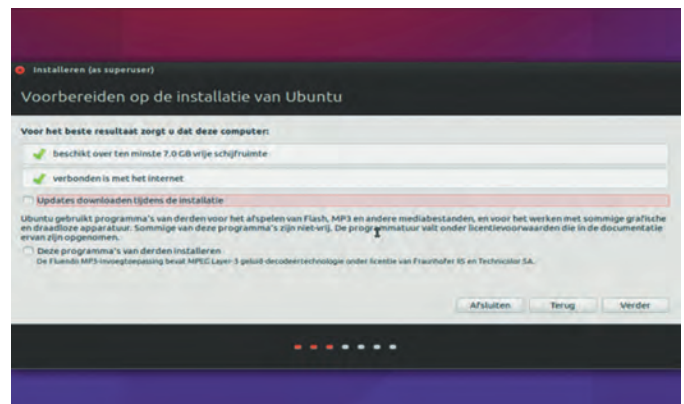 Installeren (as superuser)
Voorbereiden op de installatie van Ubuntu
Voor het beste resultaat zorgt u dat deze computer:
beschikt over ten minste 7,0 GB vrije schijfruimte
verbonden is met het internet
Updates downloaden tijdens de installatie
Ubuntu gebruikt programma's van derden voor het afspelen van Flash, MP3 en andere mediabestanden, en voor het werken met sommige grafische
en draadloze apparatuur. Sommige van deze programma's zijn niet-vrij. De programmatuur valt onder licentievoorwaarden die in de documentatie
ervan zijn opgenomen.
Deze programma's van derden installeren
De Fluendo MP3-invoegtoepassing bevat MPEG Layer-3 geluid-decodeertechnologie onder licentie van Fraunhofer IIS en Technicolor SA.
Afsluiten Terug Verder